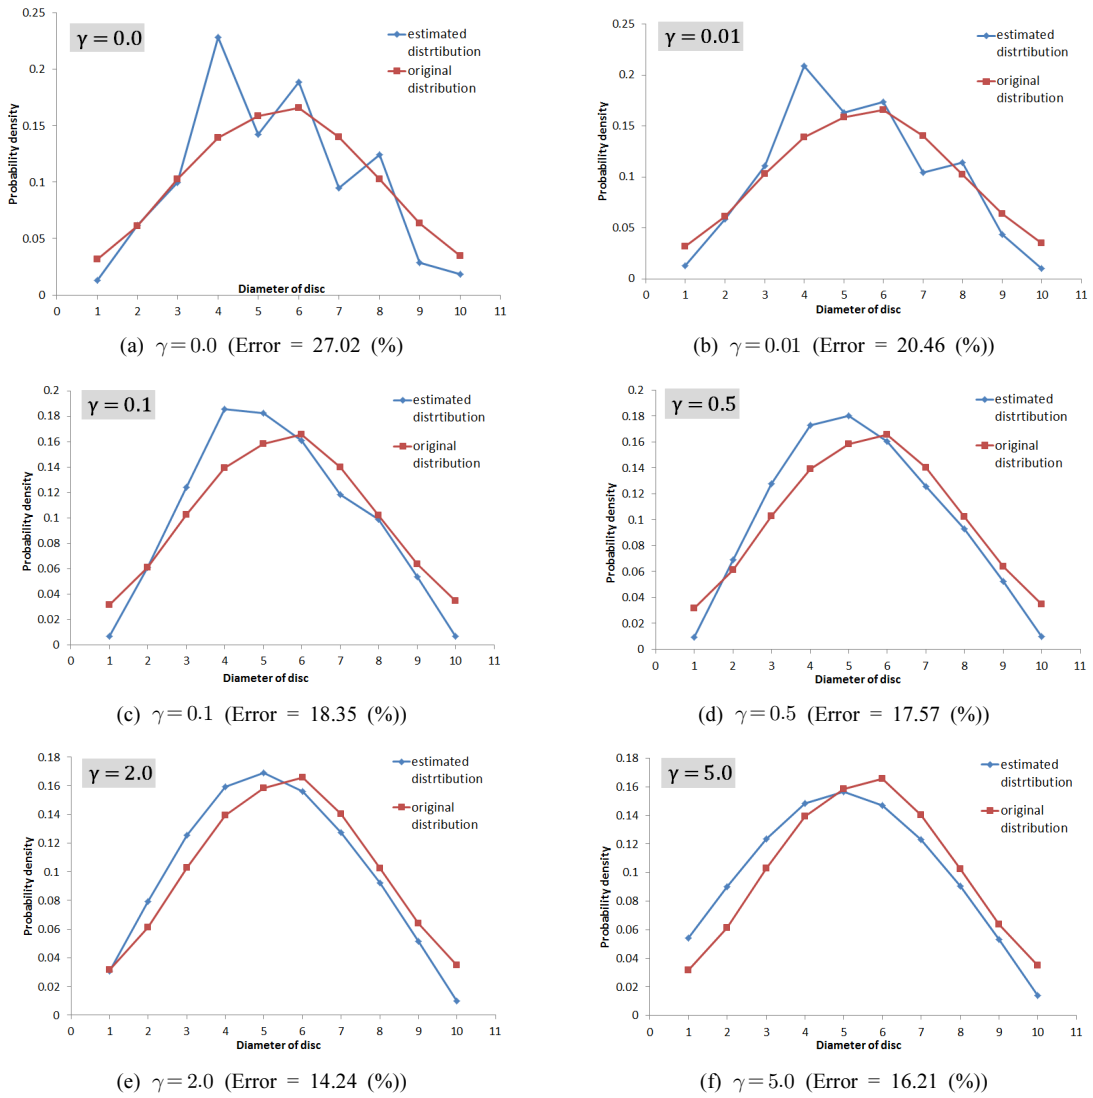 γ = 0.0
estimated
distrtibution
original
distribution
Probability density
0.25
0.2
0.15
0.1
0.05
0
0 1 2 3 4 5 6 7 8 9 10 11
Diameter of disc
(a) γ=0.0 (Error = 27.02 (%)
γ = 0.01
estimated
distrtibution
original
distribution
Probability density
0.25
0.2
0.15
0.1
0.05
0
0 1 2 3 4 5 6 7 8 9 10 11
Diameter of disc
(b) γ=0.01 (Error = 20.46 (%))
γ = 0.1
estimated
distrtibution
original
distribution
Probability density
0.2
0.18
0.16
0.14
0.12
0.1
0.08
0.06
0.04
0.02
0
0 1 2 3 4 5 6 7 8 9 10 11
Diameter of disc
(c) γ=0.1 (Error = 18.35 (%))
γ = 0.5
estimated
distrtibution
original
distribution
Probability density
0.2
0.18
0.16
0.14
0.12
0.1
0.08
0.06
0.04
0.02
0
0 1 2 3 4 5 6 7 8 9 10 11
Diameter of disc
(d) γ=0.5 (Error = 17.57 (%))
γ = 2.0
estimated
distrtibution
original
distribution
Probability density
0.18
0.16
0.14
0.12
0.1
0.08
0.06
0.04
0.02
0
0 1 2 3 4 5 6 7 8 9 10 11
Diameter of disc
(e) γ=2.0 (Error = 14.24 (%))
γ = 5.0
estimated
distrtibution
original
distribution
Probability density
0.18
0.16
0.14
0.12
0.1
0.08
0.06
0.04
0.02
0
0 1 2 3 4 5 6 7 8 9 10 11
Diameter of disc
(f) γ=5.0 (Error = 16.21 (%))